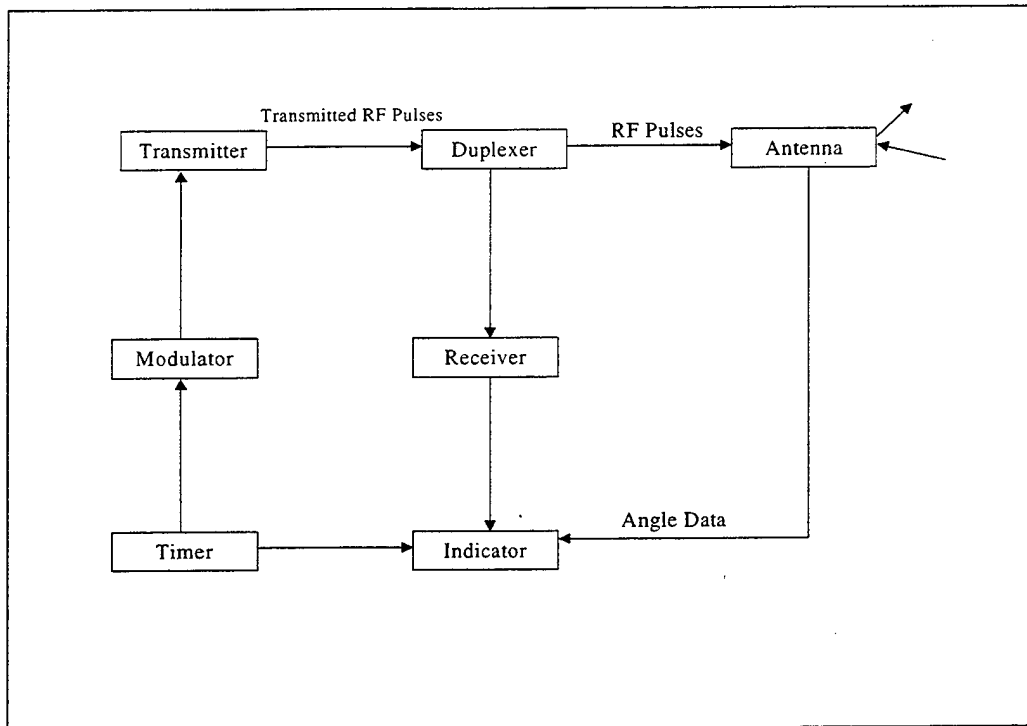 Transmitted RF Pulses
RF Pulses
Transmitter
Duplexer
Antenna
Modulator
Receiver
Angle Data
Timer
Indicator